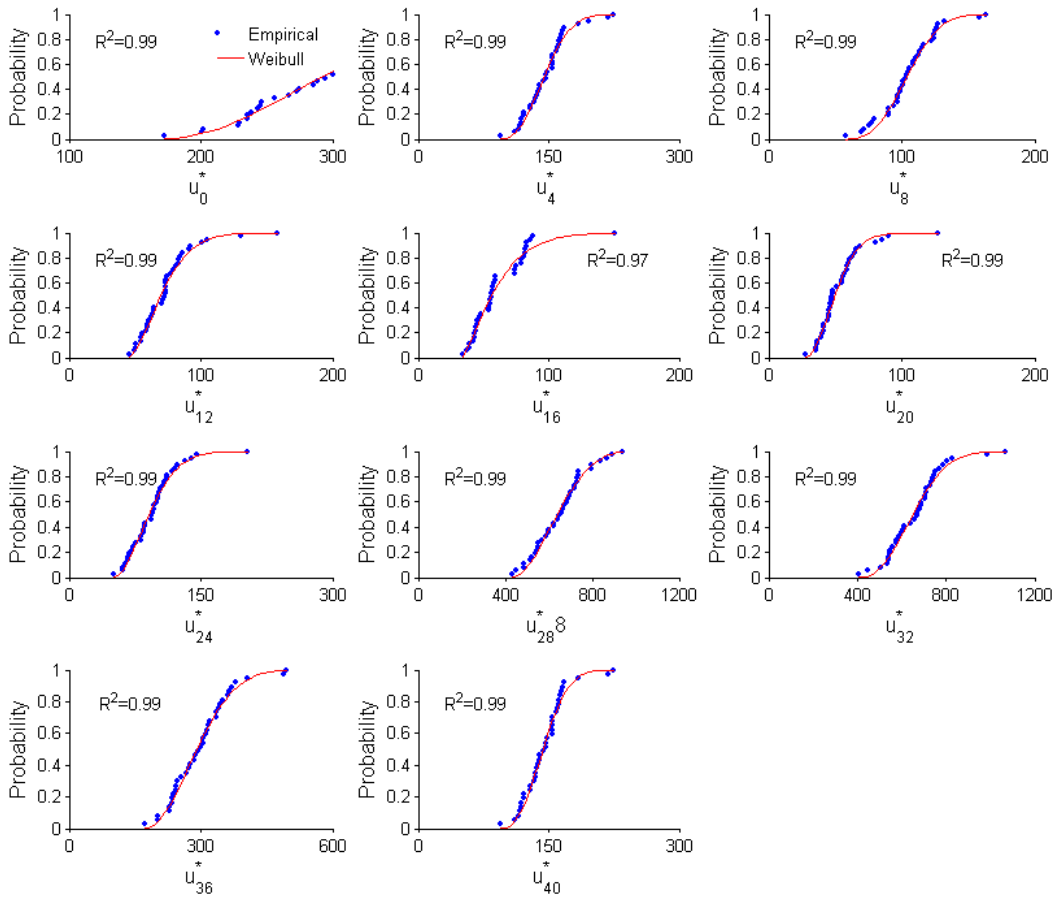 Probability
1
0.8
0.6
0.4
0.2
0
R²=0.99
Empirical
Weibull
100 200 300
u*0
Probability
1
0.8
0.6
0.4
0.2
0
R²=0.99
0 150 300
u*4
Probability
1
0.8
0.6
0.4
0.2
0
R²=0.99
0 100 200
u*8
Probability
1
0.8
0.6
0.4
0.2
0
R²=0.99
0 100 200
u*12
Probability
1
0.8
0.6
0.4
0.2
0
R²=0.97
0 100 200
u*16
Probability
1
0.8
0.6
0.4
0.2
0
R²=0.99
0 100 200
u*20
Probability
1
0.8
0.6
0.4
0.2
0
R²=0.99
0 150 300
u*24
Probability
1
0.8
0.6
0.4
0.2
0
R²=0.99
0 400 800 1200
u*28 8
Probability
1
0.8
0.6
0.4
0.2
0
R²=0.99
0 400 800 1200
u*32
Probability
1
0.8
0.6
0.4
0.2
0
R²=0.99
0 300 600
u*36
Probability
1
0.8
0.6
0.4
0.2
0
R²=0.99
0 150 300
u*40